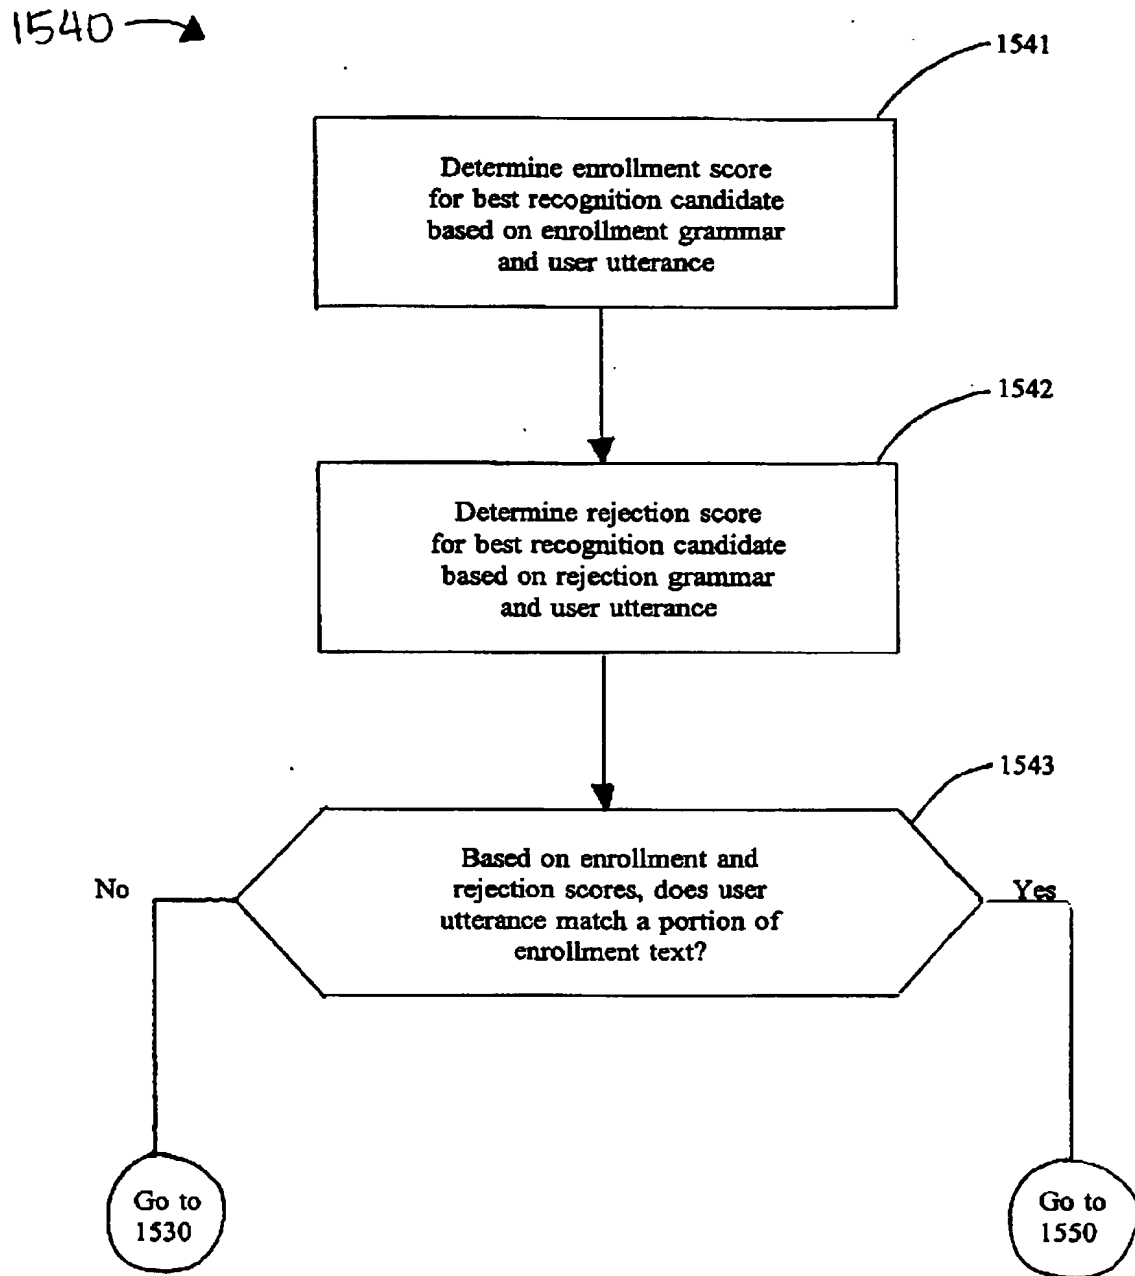 1540
1541
Determine enrollment score
for best recognition candidate
based on enrollment grammar
and user utterance
1542
Determine rejection score
for best recognition candidate
based on rejection grammar
and user utterance
1543
Based on enrollment and
rejection scores, does user
utterance match a portion of
enrollment text?
No
Yes
Go to
1530
Go to
1550